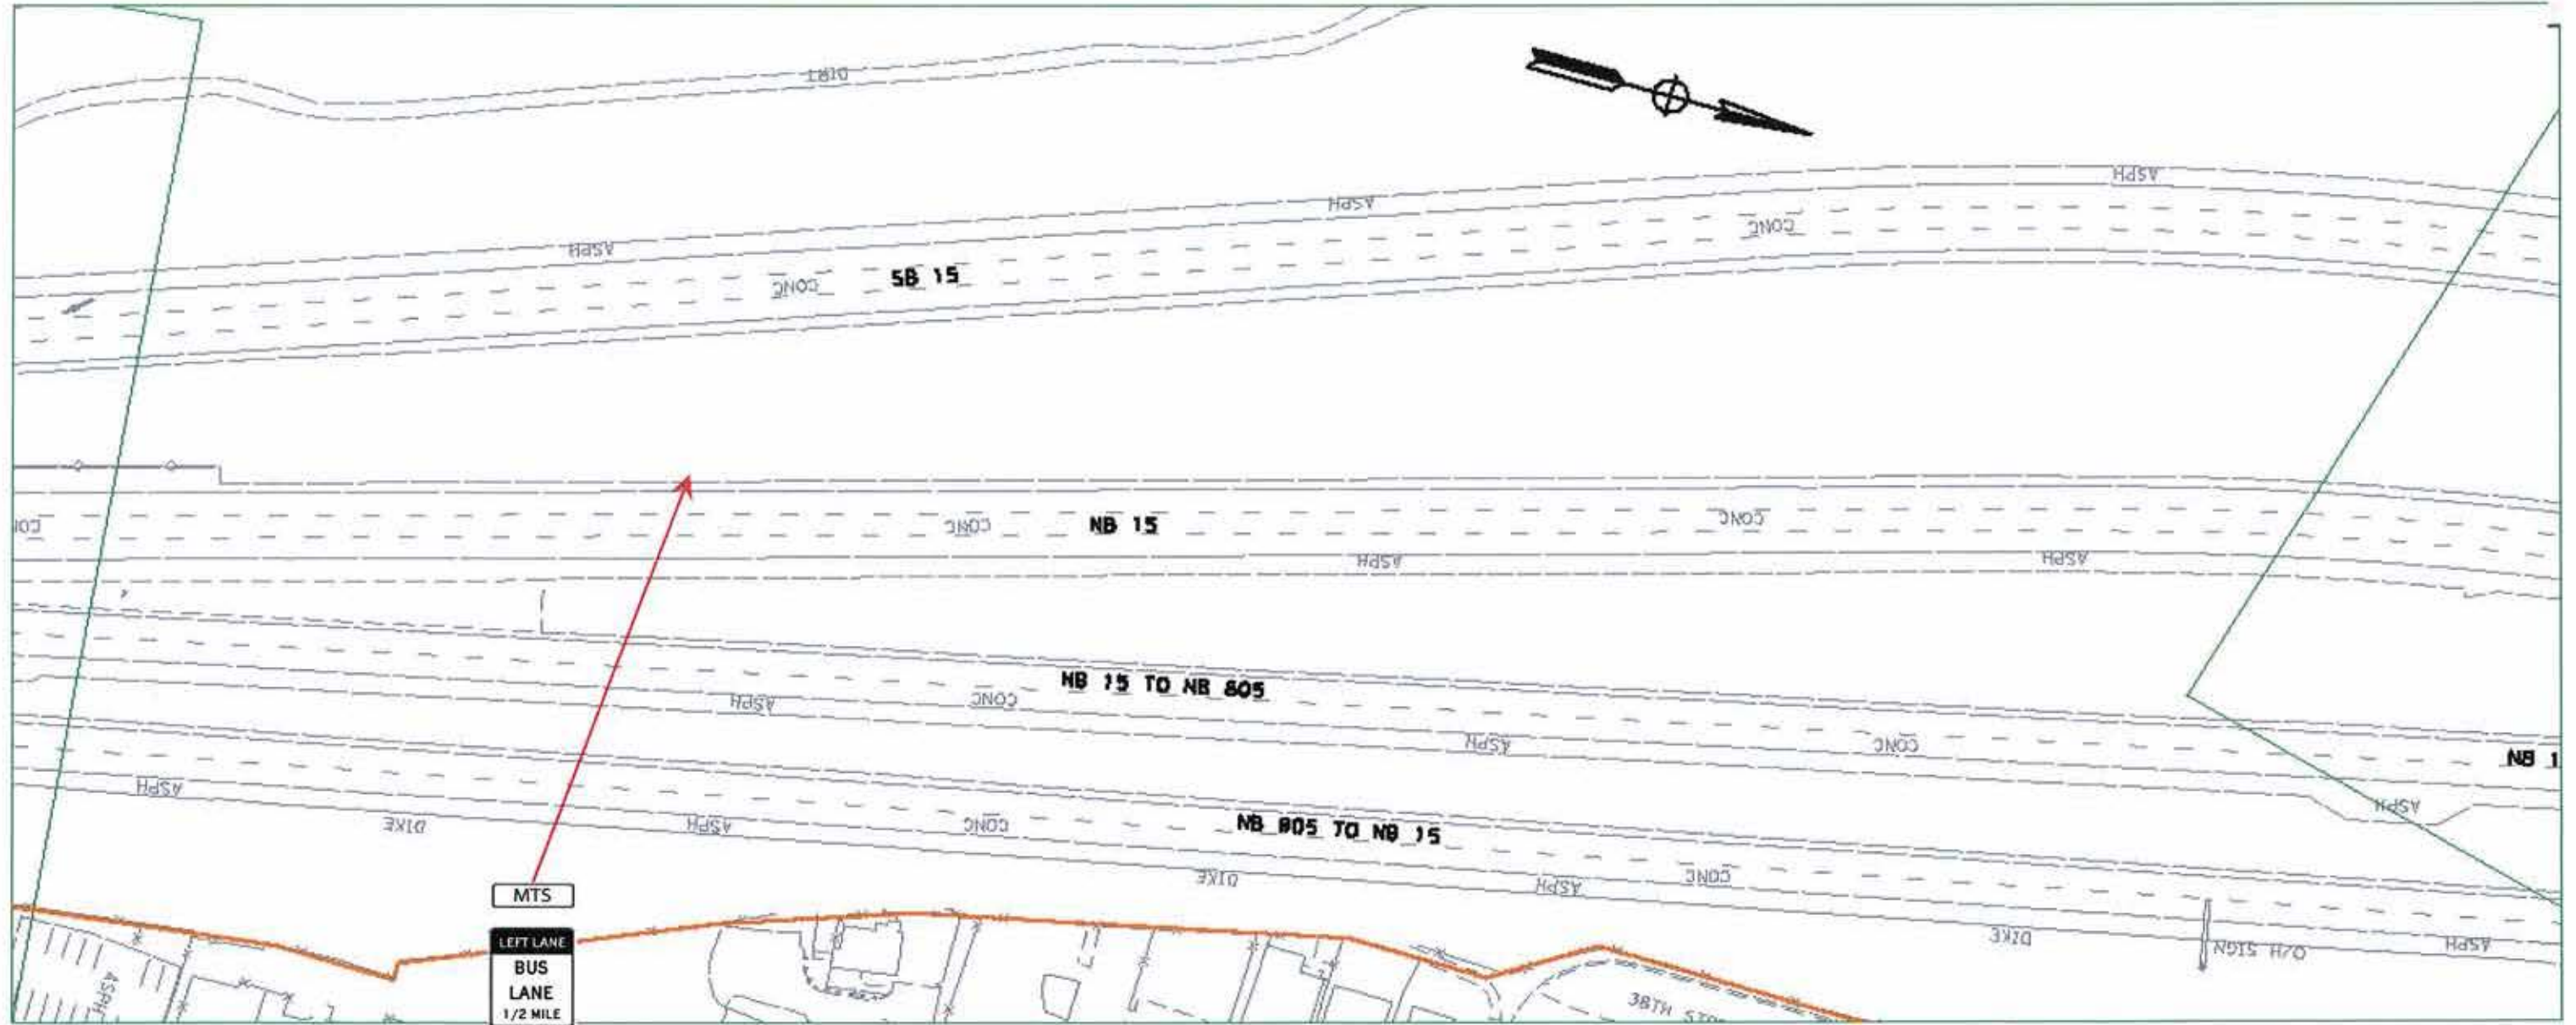 DIRT
ASPH
ASPH
CONC
ASPH
CONC
SB 15
CONC
NB 15
CONC
ASPH
ASPH
NB 15 TO NB 805
CONC
ASPH
ASPH
CONC
NB 1
ASPH
ASPH
DIKE
ASPH
CONC
NB 805 TO NB 15
DIKE
ASPH
CONC
DIKE
O/H SIGN
ASPH
MTS
LEFT LANE
BUS
LANE
1/2 MILE
ASPH
38TH